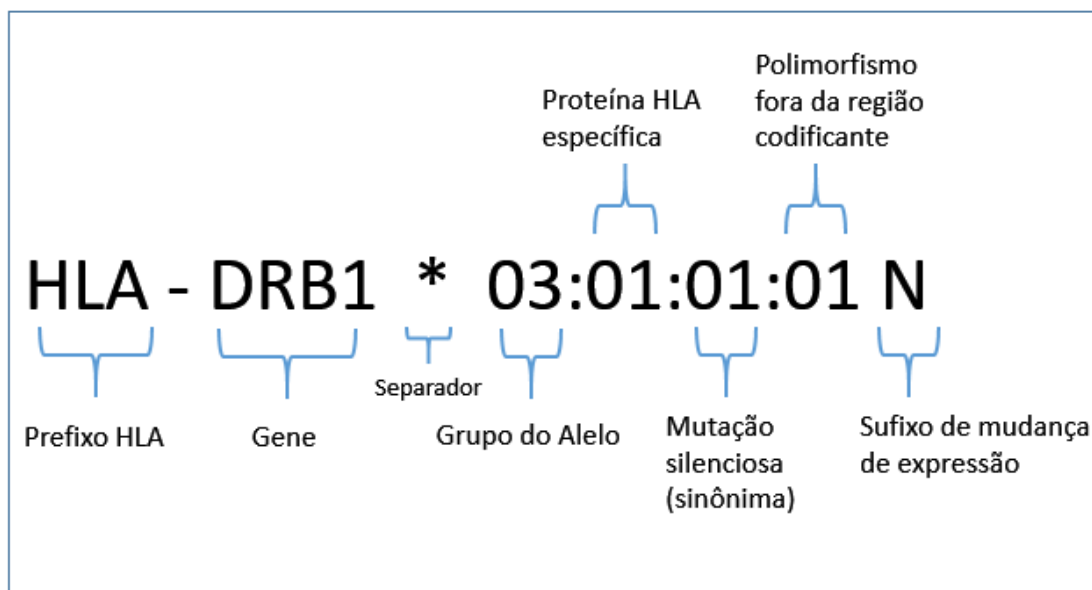 Proteína HLA
específica
Polimorfismo
fora da região
codificante
HLA - DRB1 * 03:01:01:01 N
Prefixo HLA
Gene
Separador
Grupo do Alelo
Mutação
silenciosa
(sinônima)
Sufixo de mudança
de expressão